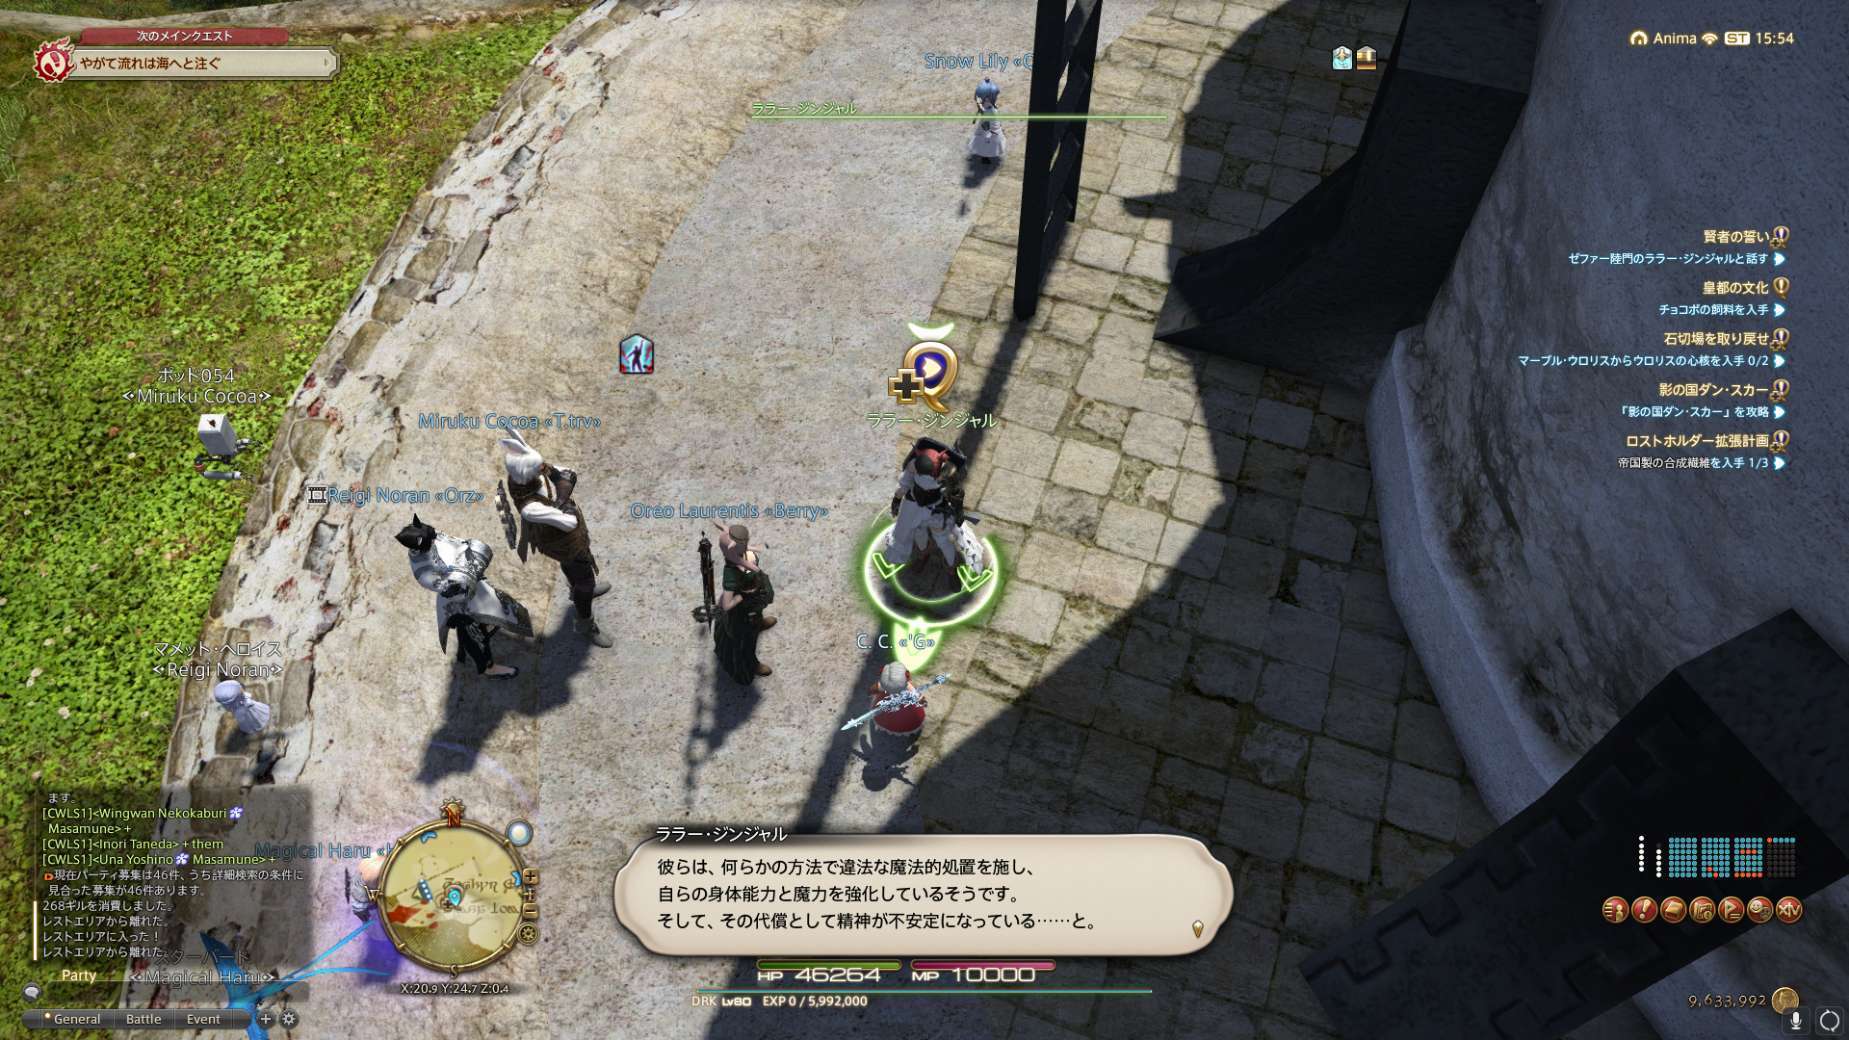 次のメインクエスト
やがて流れは海へと注ぐ
Anima ST 15:54
Snow Lily «
ララー・ジンジャル
賢者の誓い
ゼファー陸門のララー・ジンジャルと話す
皇都の文化
チョコボの飼料を入手
石切場を取り戻せ
マーブル・ウロリスからウロリスの心核を入手 0/2
影の国ダン・スカー
「影の国ダン・スカー」を攻略
ロストホルダー拡張計画
帝国製の合成繊維を入手 1/3
ポッド054
«Miruku Cocoa»
Miruku Cocoa «T.trv»
ララー・ジンジャル
Reigi Noran «Orz»
Oreo Laurentis «Berry»
C. C. «'G»
マメット・ヘロイス
«Reigi Noran»
ます。
[CWLS1]<Wingwan Nekokaburi
Masamune> +
[CWLS1]<Inori Taneda> + them
[CWLS1]<Una Yoshino Masamune> +
現在パーティ募集は46件、うち詳細検索の条件に
見合った募集が46件あります。
268ギルを消費しました。
レストエリアから離れた。
レストエリアに入った！
レストエリアから離れた。
Party
General Battle Event
Magical Haru «
«Magical Haru»
N
W
S
X:20.9 Y:24.7 Z:0.4
ララー・ジンジャル
彼らは、何らかの方法で違法な魔法的処置を施し、
自らの身体能力と魔力を強化しているそうです。
そして、その代償として精神が不安定になっている……と。
HP 46264 MP 10000
DRK Lv80 EXP 0 / 5,992,000
XIV
9,633,992